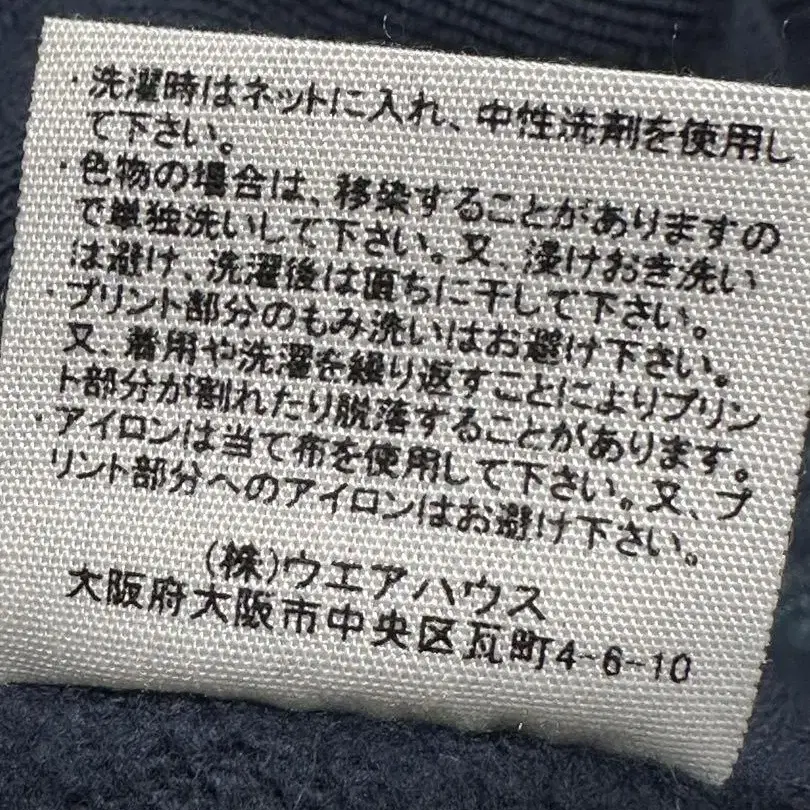 ・洗濯時はネットに入れ、中性洗剤を使用し
て下さい。
・色物の場合は、移染することがありますの
で単独洗いして下さい。又、浸けおき洗い
は避け、洗濯後は直ちに干して下さい。
・プリント部分のもみ洗いはお避け下さい。
又、着用や洗濯を繰り返すことによりプリン
ト部分が割れたり脱落することがあります。
・アイロンは当て布を使用して下さい。又、プ
リント部分へのアイロンはお避け下さい。
(株)ウエアハウス
大阪府大阪市中央区瓦町4-6-10